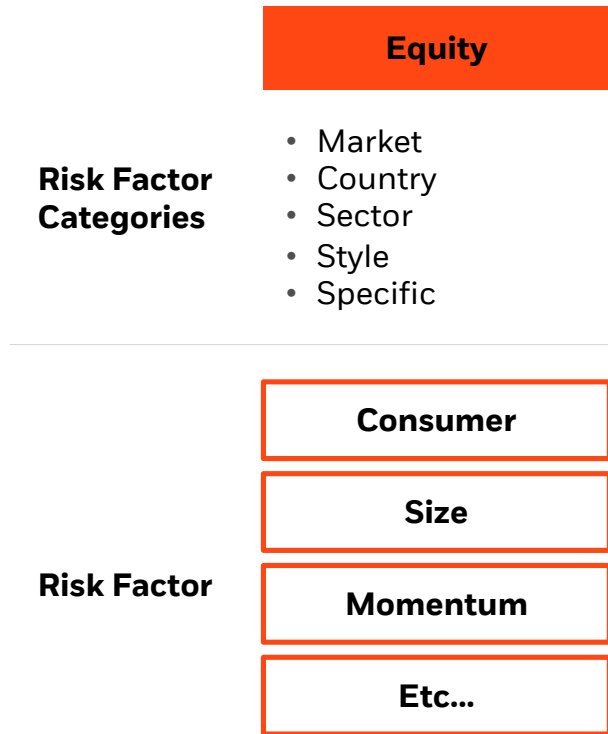 Equity
Risk Factor
Categories
• Market
• Country
• Sector
• Style
• Specific
Risk Factor
Consumer
Size
Momentum
Etc...